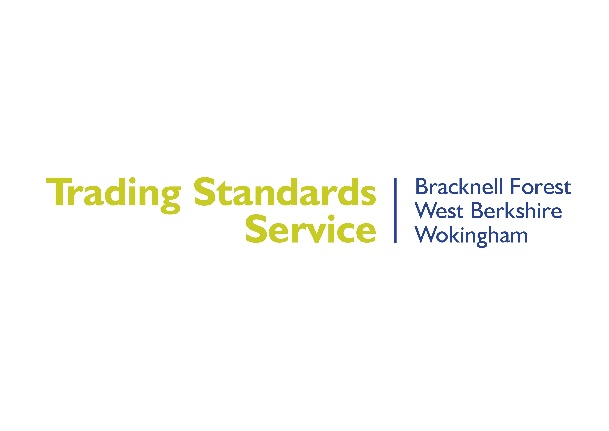 Trading Standards
Service
Bracknell Forest
West Berkshire
Wokingham